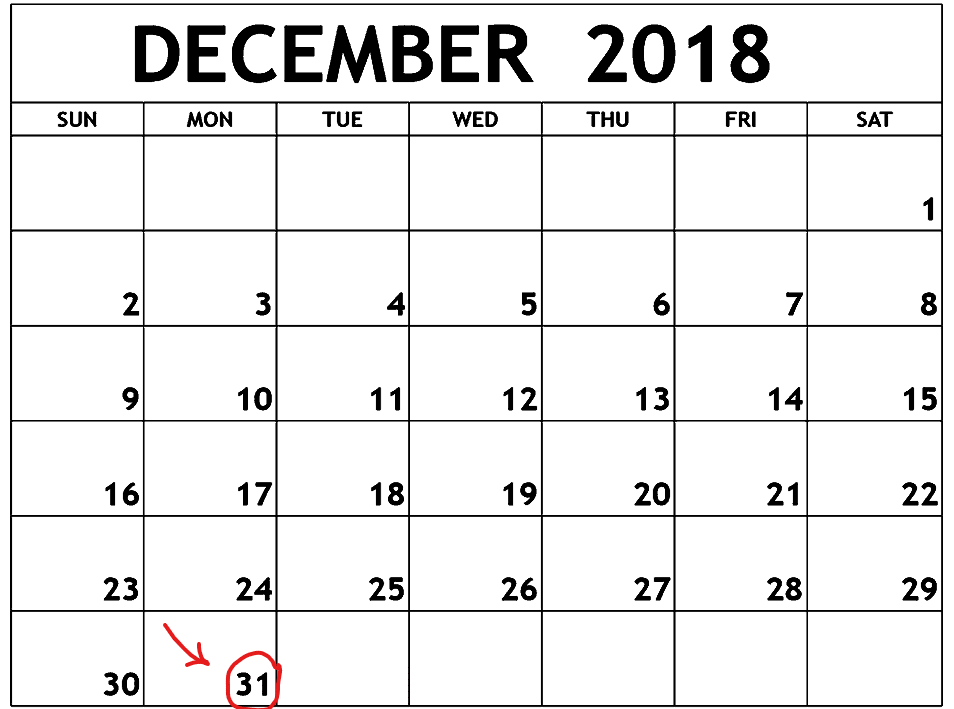 DECEMBER 2018
SUN MON TUE WED THU FRI SAT
1
2 3 4 5 6 7 8
9 10 11 12 13 14 15
16 17 18 19 20 21 22
23 24 25 26 27 28 29
30 31